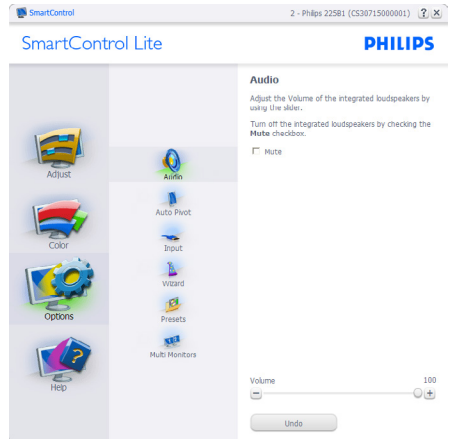 SmartControl
2 - Philips 225B1 (CS30715000001)
SmartControl Lite
PHILIPS
Adjust
Color
Options
Help
Audio
Auto Pivot
Input
Wizard
Presets
Multi Monitors
Audio
Adjust the Volume of the integrated loudspeakers by
using the slider.
Turn off the integrated loudspeakers by checking the
Mute checkbox.
Mute
Volume
100
Undo